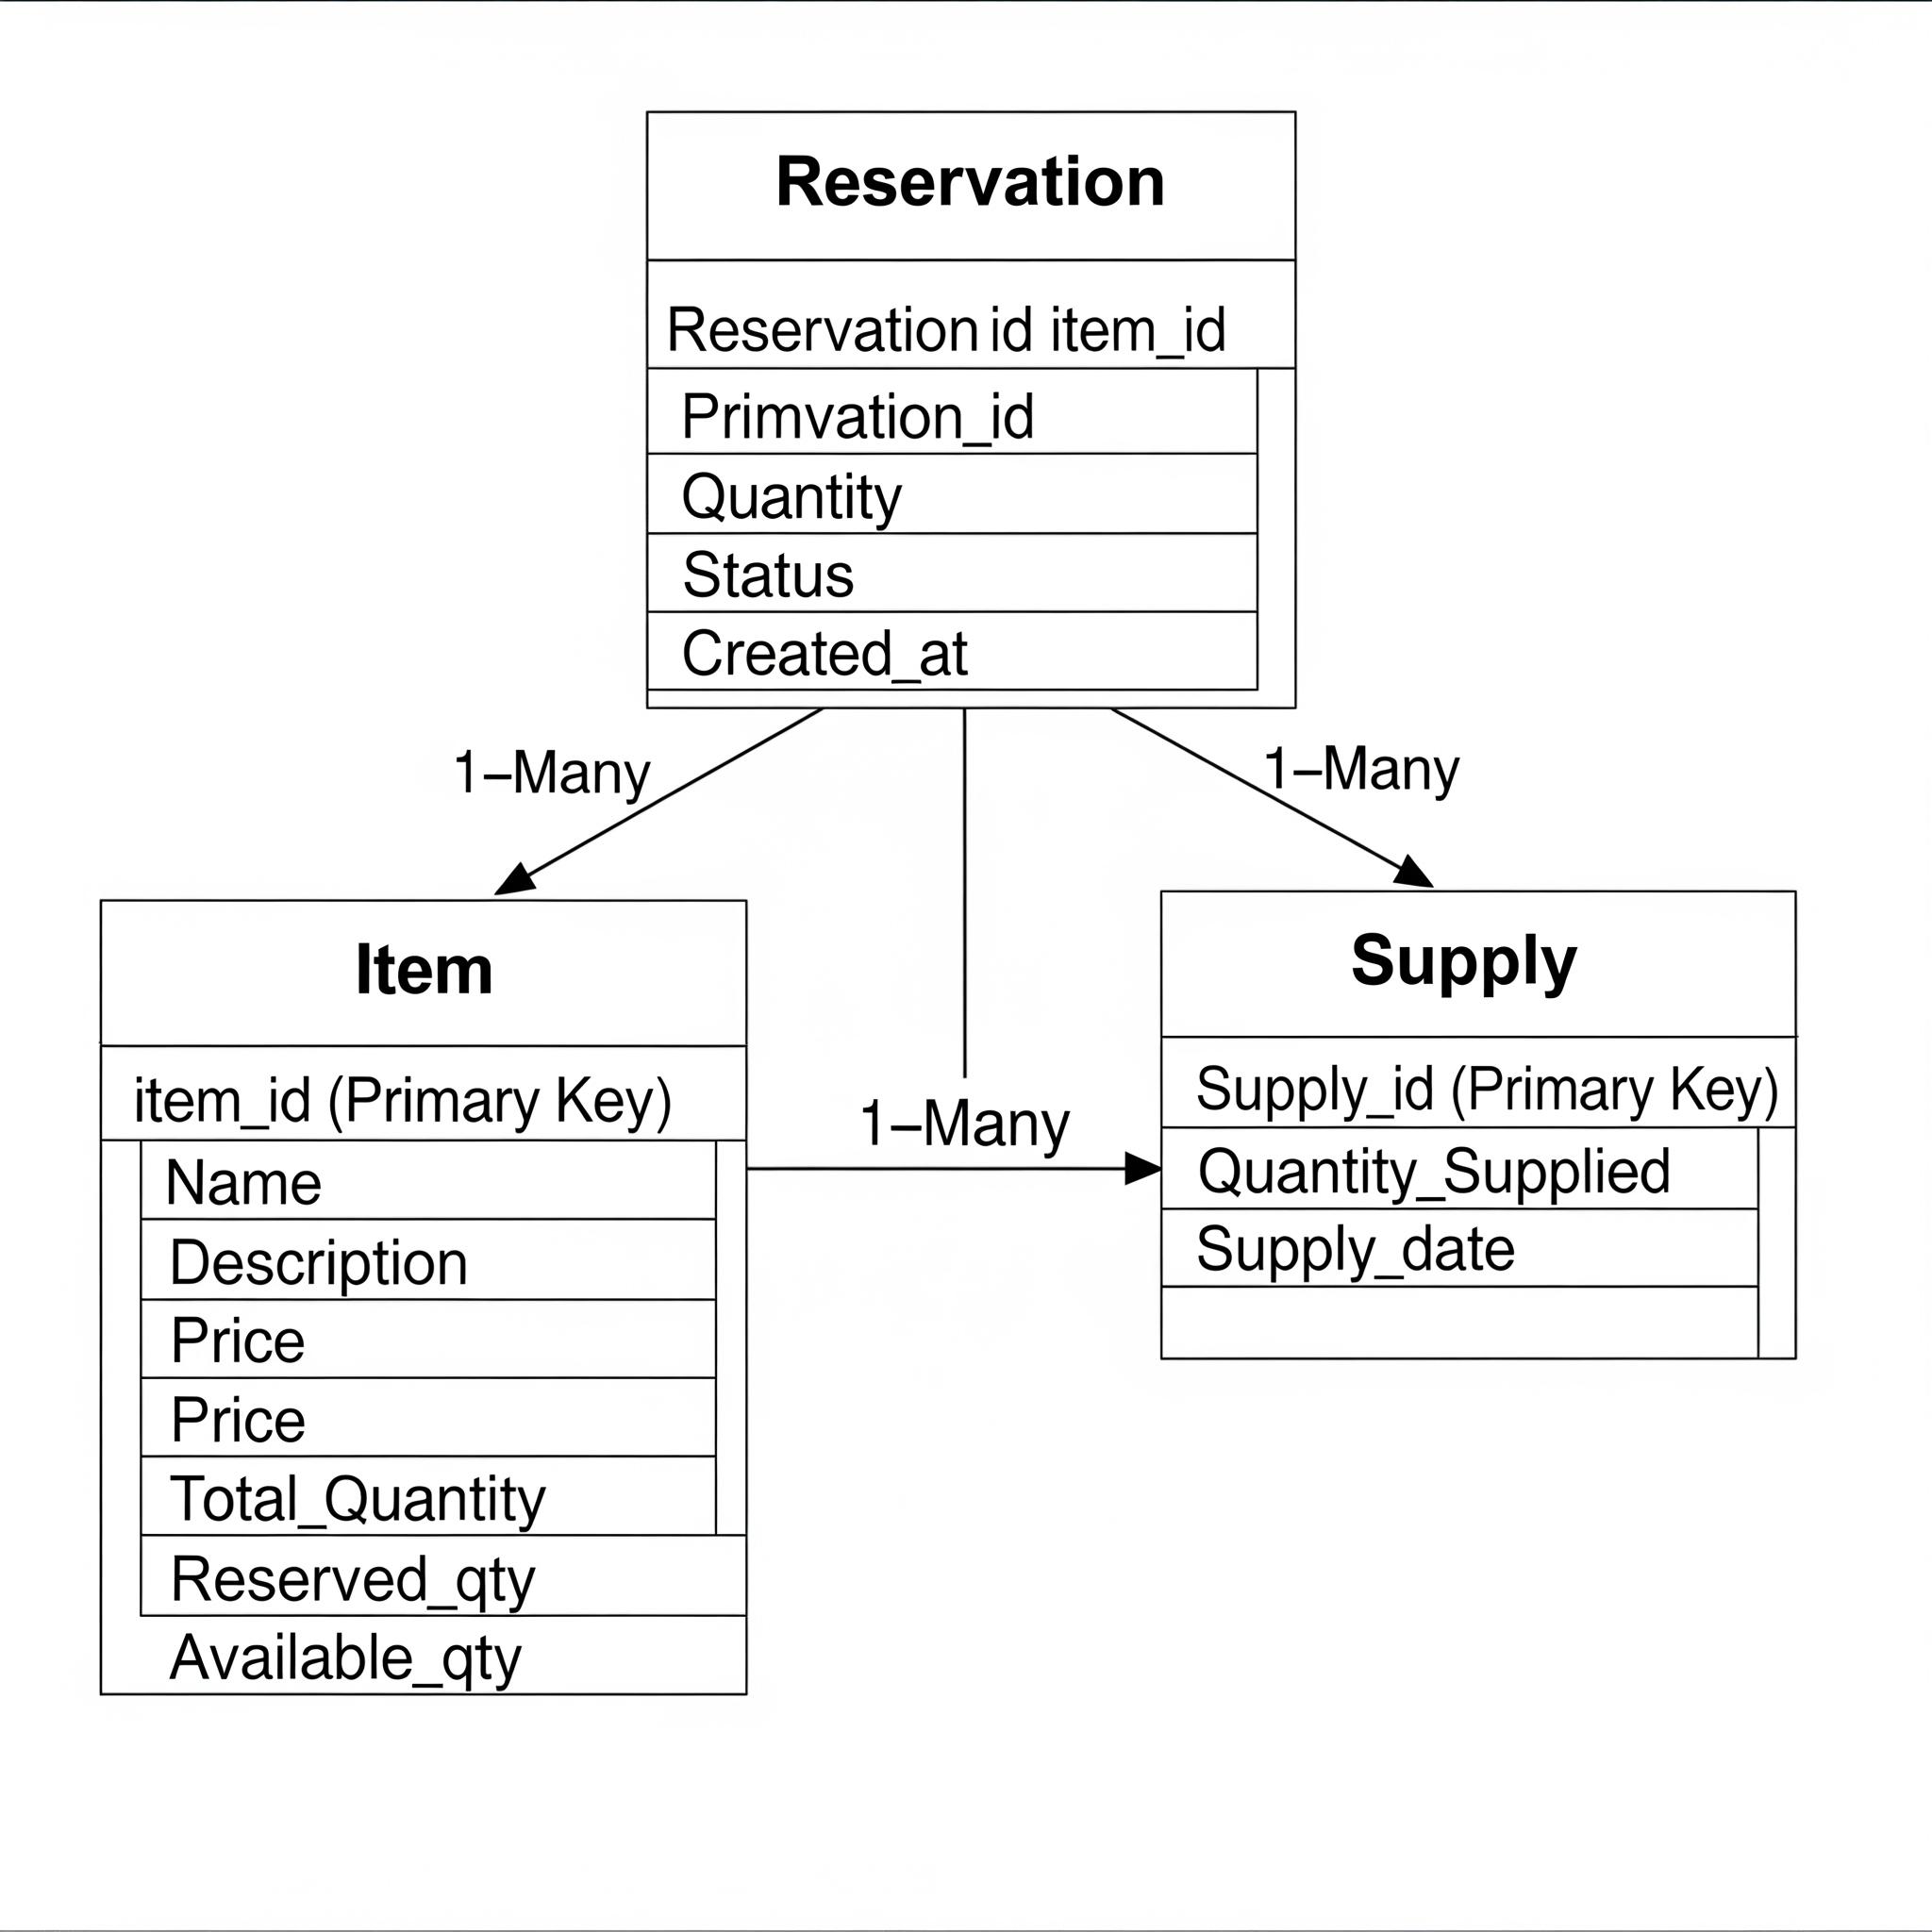 Reservation
Reservation id item_id
Primvation_id
Quantity
Status
Created_at
1–Many
1–Many
Item
item_id (Primary Key)
Name
Description
Price
Price
Total_Quantity
Reserved_qty
Available_qty
1–Many
Supply
Supply_id (Primary Key)
Quantity_Supplied
Supply_date